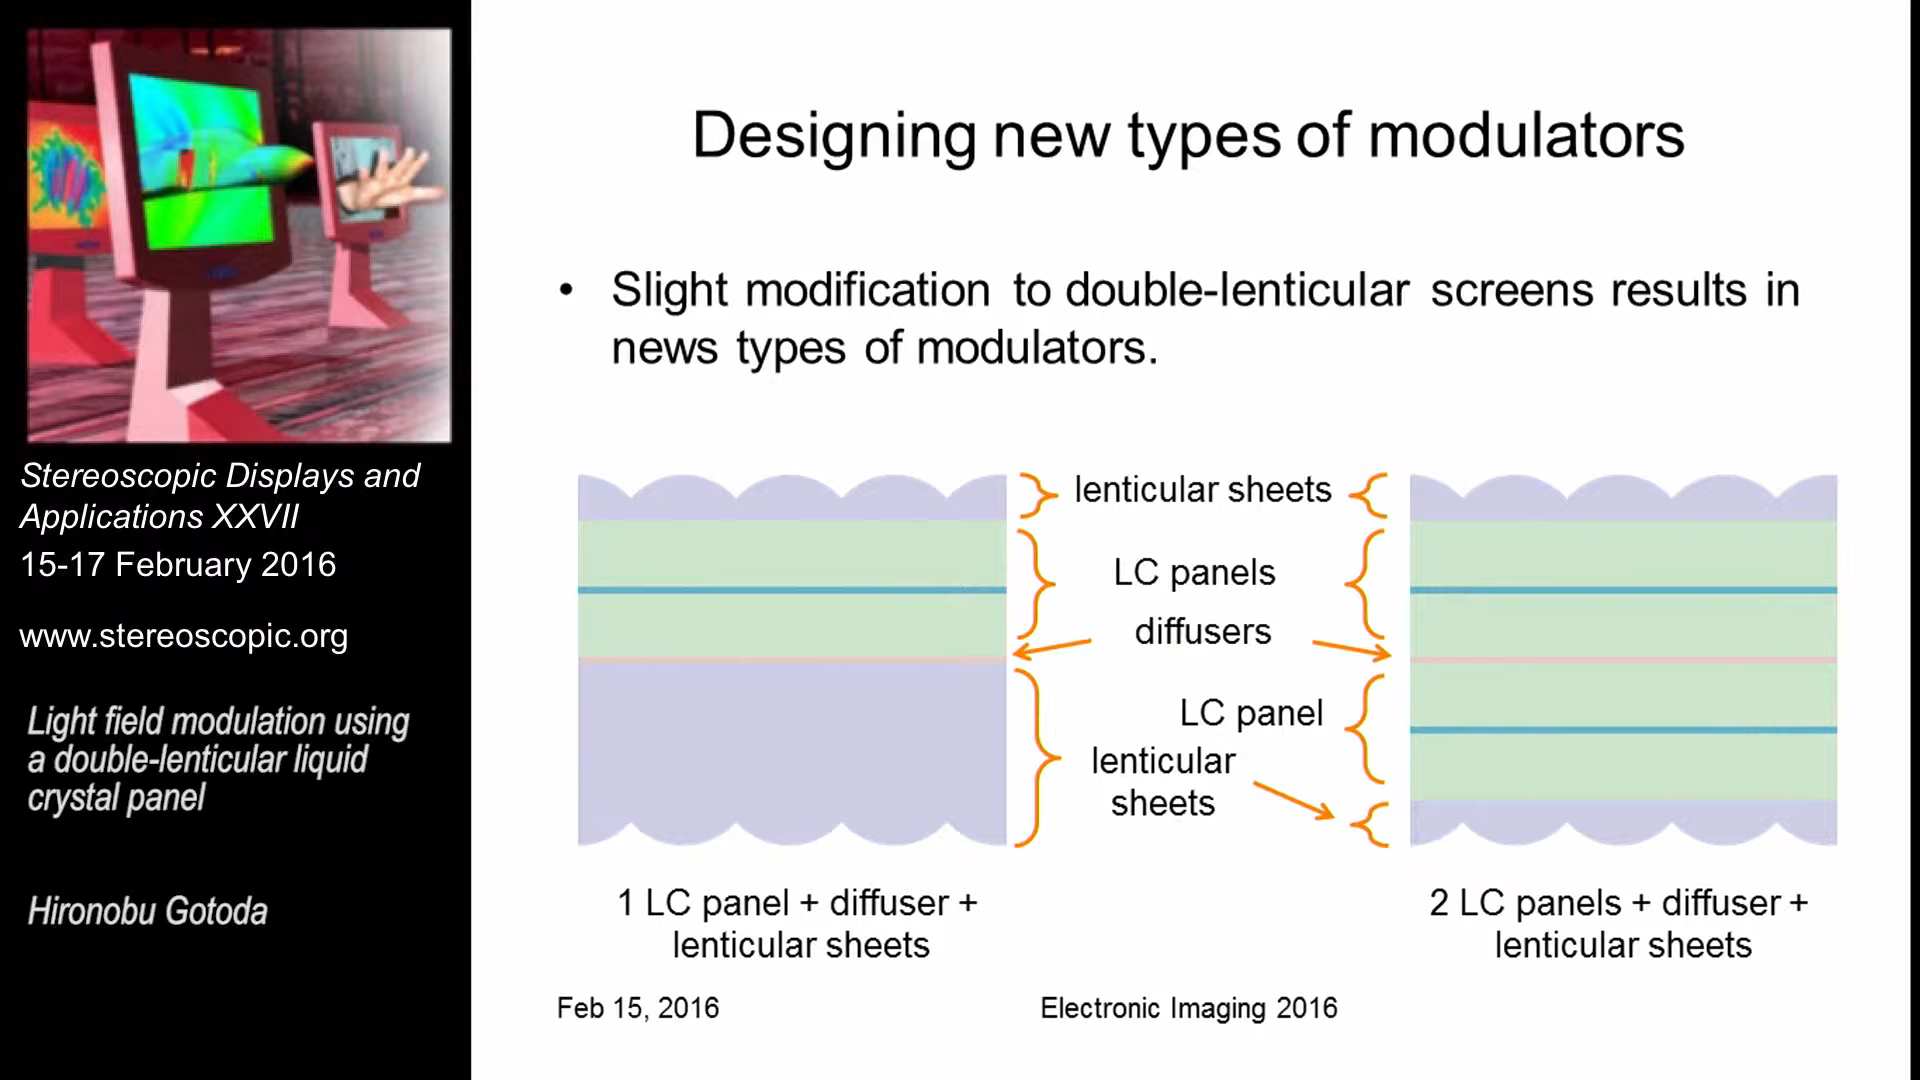 Stereoscopic Displays and
Applications XXVII
15-17 February 2016
www.stereoscopic.org
Light field modulation using
a double-lenticular liquid
crystal panel
Hironobu Gotoda
Designing new types of modulators
• Slight modification to double-lenticular screens results in
news types of modulators.
lenticular sheets
LC panels
diffusers
LC panel
lenticular
sheets
1 LC panel + diffuser +
lenticular sheets
2 LC panels + diffuser +
lenticular sheets
Feb 15, 2016
Electronic Imaging 2016